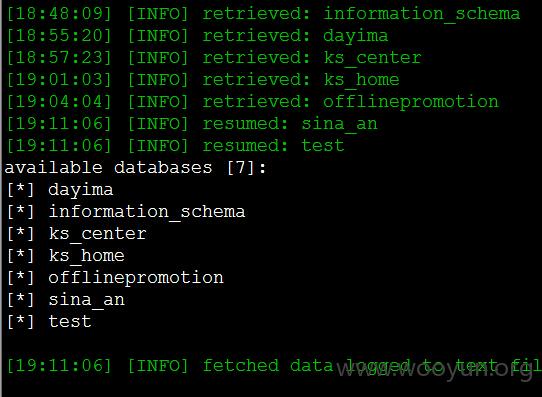 [18:48:09] [INFO] retrieved: information_schema
[18:55:20] [INFO] retrieved: dayima
[18:57:23] [INFO] retrieved: ks_center
[19:01:03] [INFO] retrieved: ks_home
[19:04:04] [INFO] retrieved: offlinepromotion
[19:11:06] [INFO] resumed: sina_an
[19:11:06] [INFO] resumed: test
available databases [7]:
[*] dayima
[*] information_schema
[*] ks_center
[*] ks_home
[*] offlinepromotion
[*] sina_an
[*] test
[19:11:06] [INFO] fetched data logged to text fil
www.wooyun.org